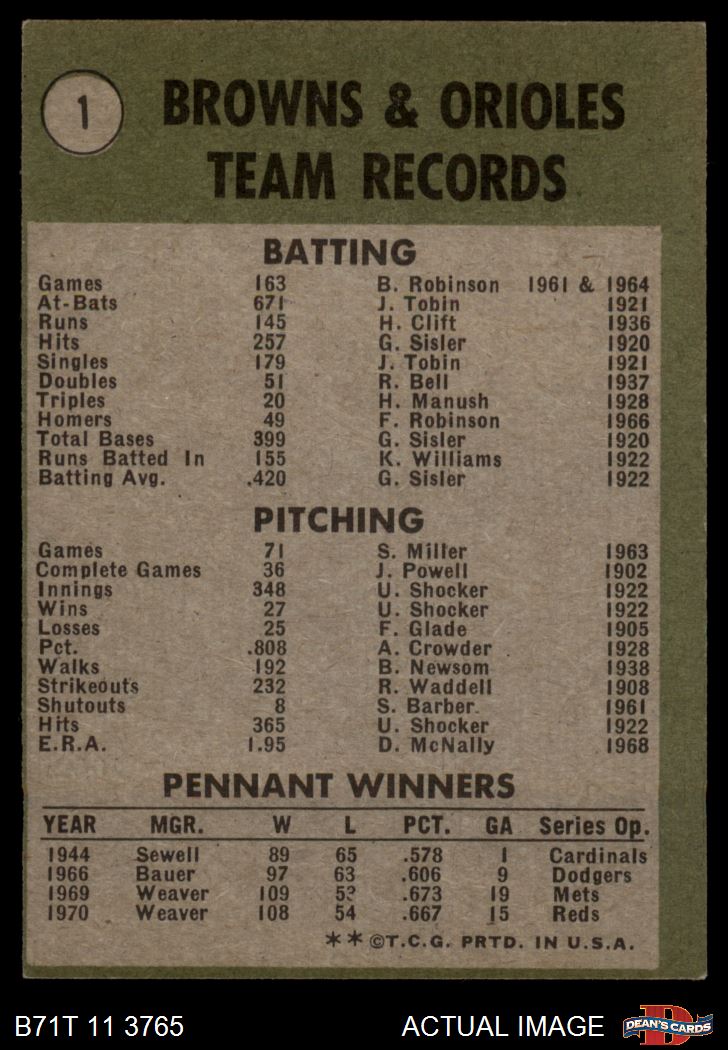 1
BROWNS & ORIOLES
TEAM RECORDS
BATTING
Games 163 B. Robinson 1961 & 1964
At-Bats 671 J. Tobin 1921
Runs 145 H. Clift 1936
Hits 257 G. Sisler 1920
Singles 179 J. Tobin 1921
Doubles 51 R. Bell 1937
Triples 20 H. Manush 1928
Homers 49 F. Robinson 1966
Total Bases 399 G. Sisler 1920
Runs Batted In 155 K. Williams 1922
Batting Avg. .420 G. Sisler 1922
PITCHING
Games 71 S. Miller 1963
Complete Games 36 J. Powell 1902
Innings 348 U. Shocker 1922
Wins 27 U. Shocker 1922
Losses 25 F. Glade 1905
Pct. .808 A. Crowder 1928
Walks 192 B. Newsom 1938
Strikeouts 232 R. Waddell 1908
Shutouts 8 S. Barber 1961
Hits 365 U. Shocker 1922
E.R.A. 1.95 D. McNally 1968
PENNANT WINNERS
YEAR MGR. W L PCT. GA Series Op.
1944 Sewell 89 65 .578 1 Cardinals
1966 Bauer 97 63 .606 9 Dodgers
1969 Weaver 109 53 .673 19 Mets
1970 Weaver 108 54 .667 15 Reds
**©T.C.G. PRTD. IN U.S.A.
B71T 11 3765 ACTUAL IMAGE D DEAN'S CARDS